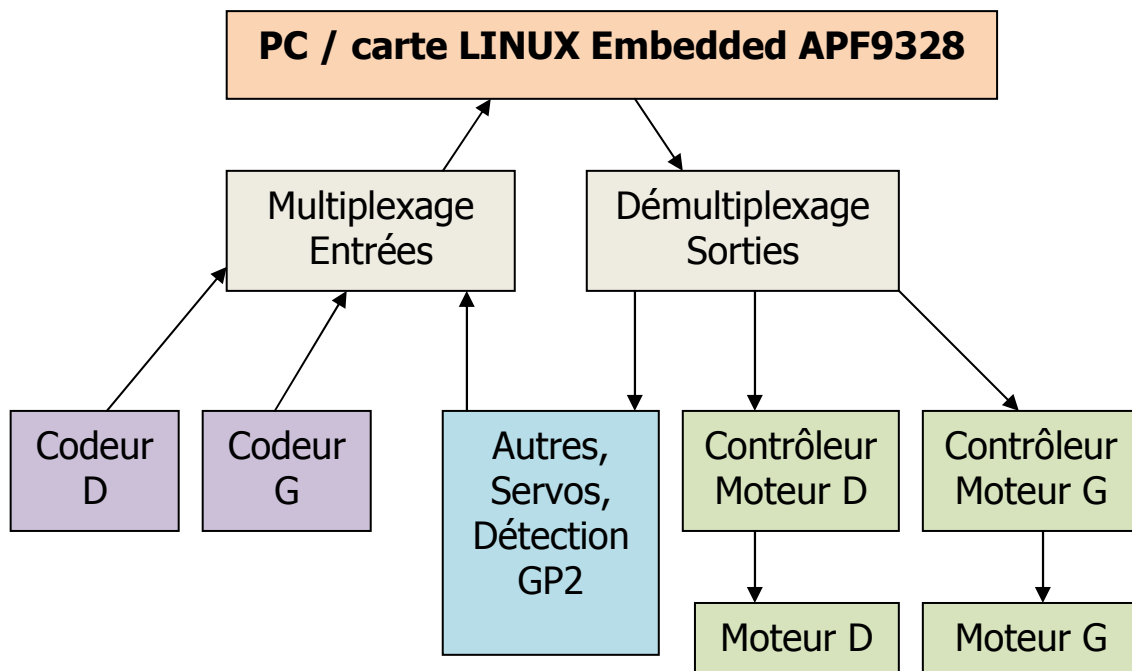 PC / carte LINUX Embedded APF9328
Multiplexage
Entrées
Démultiplexage
Sorties
Codeur
D
Codeur
G
Autres,
Servos,
Détection
GP2
Contrôleur
Moteur D
Contrôleur
Moteur G
Moteur D
Moteur G